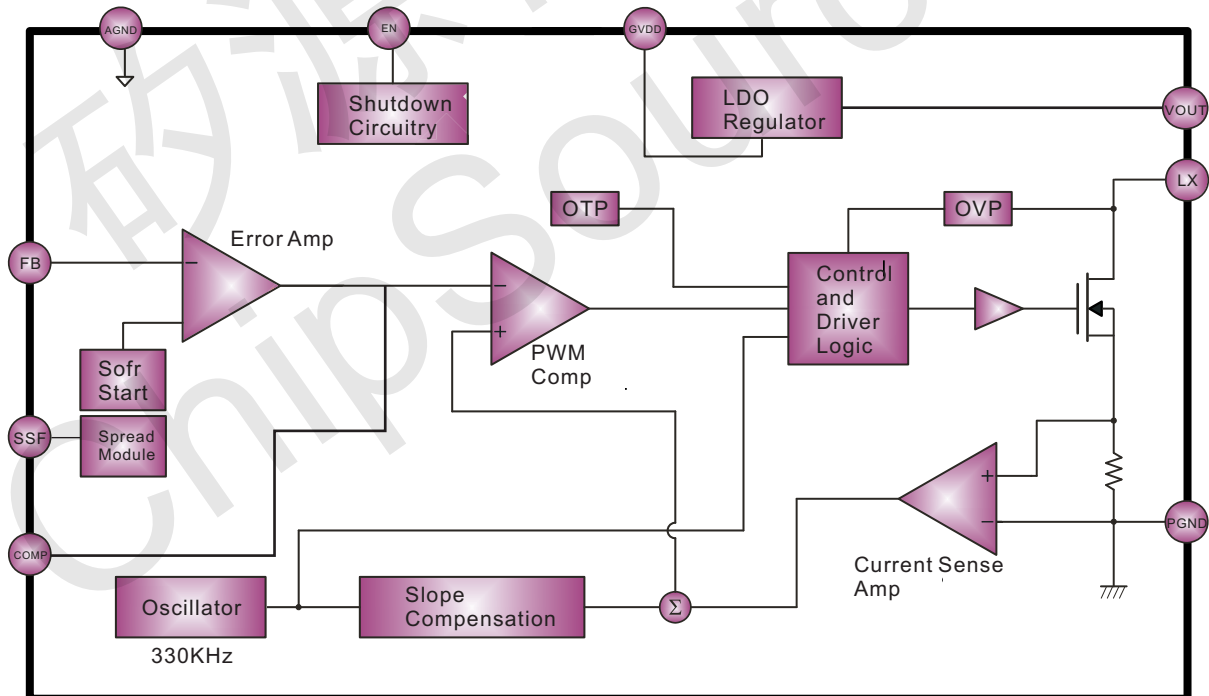 AGND
EN
GVDD
Shutdown
Circuitry
LDO
Regulator
VOUT
LX
OTP
OVP
Error Amp
FB
−
−
+
Control
and
Driver
Logic
PWM
Comp
Sofr
Start
SSF
Spread
Module
+
−
PGND
COMP
Current Sense
Amp
Oscillator
330KHz
Slope
Compensation
Σ
矽源
ChipSourc